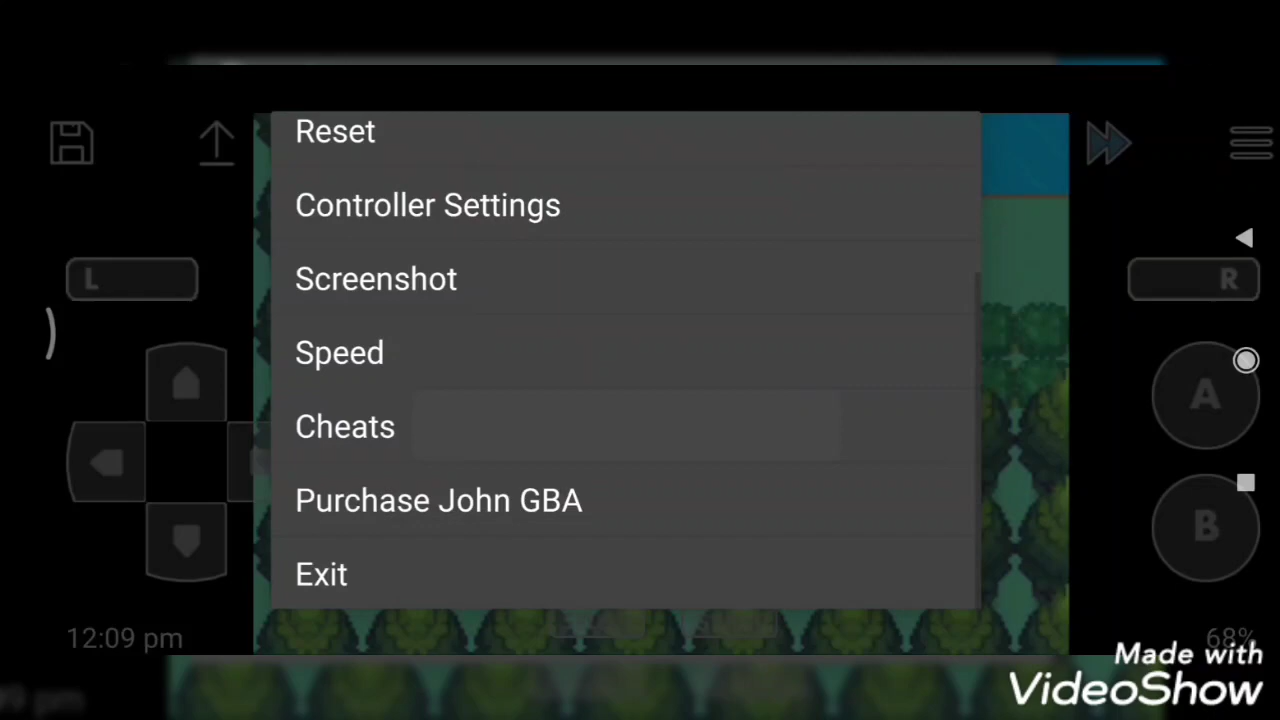 Reset
Controller Settings
Screenshot
Speed
Cheats
Purchase John GBA
Exit
L
R
A
B
12:09 pm
68%
Made with
VideoShow